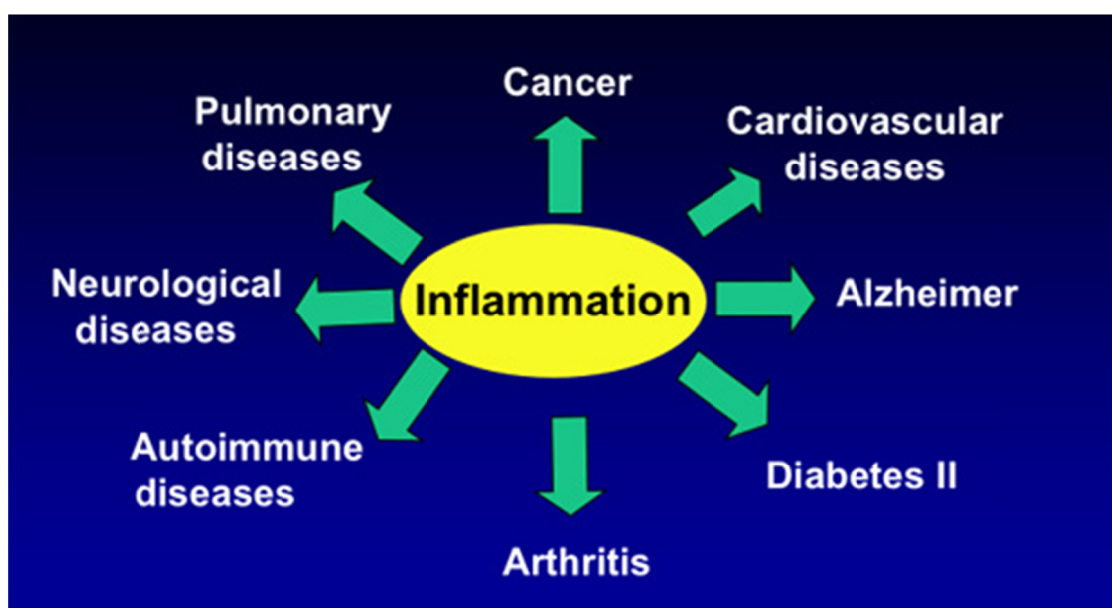 Cancer
Pulmonary
diseases
Cardiovascular
diseases
Neurological
diseases
Inflammation
Alzheimer
Autoimmune
diseases
Diabetes II
Arthritis